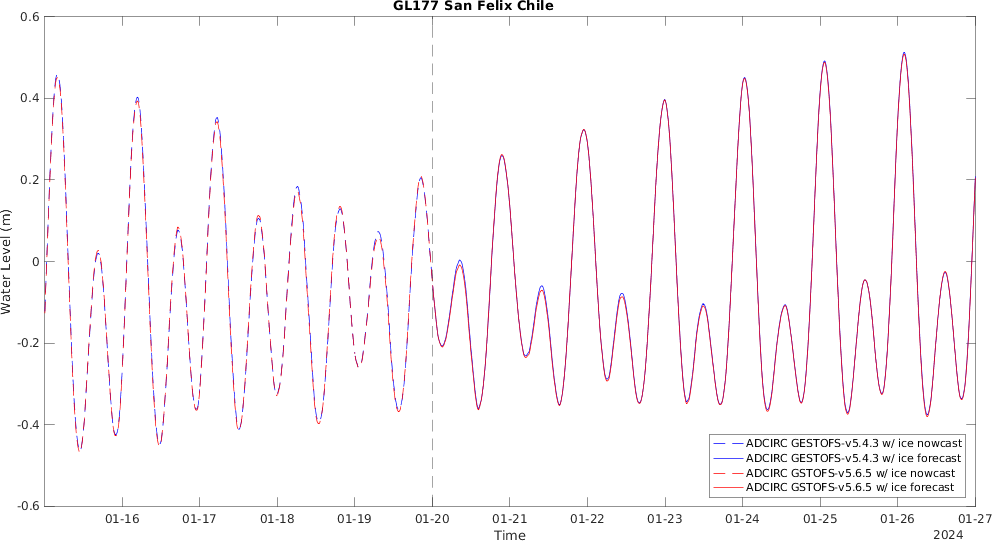 GL177 San Felix Chile
0.6
0.4
0.2
0
-0.2
-0.4
-0.6
Water Level (m)
ADCIRC GESTOFS-v5.4.3 w/ ice nowcast
ADCIRC GESTOFS-v5.4.3 w/ ice forecast
ADCIRC GSTOFS-v5.6.5 w/ ice nowcast
ADCIRC GSTOFS-v5.6.5 w/ ice forecast
01-16 01-17 01-18 01-19 01-20 01-21 01-22 01-23 01-24 01-25 01-26 01-27
Time
2024